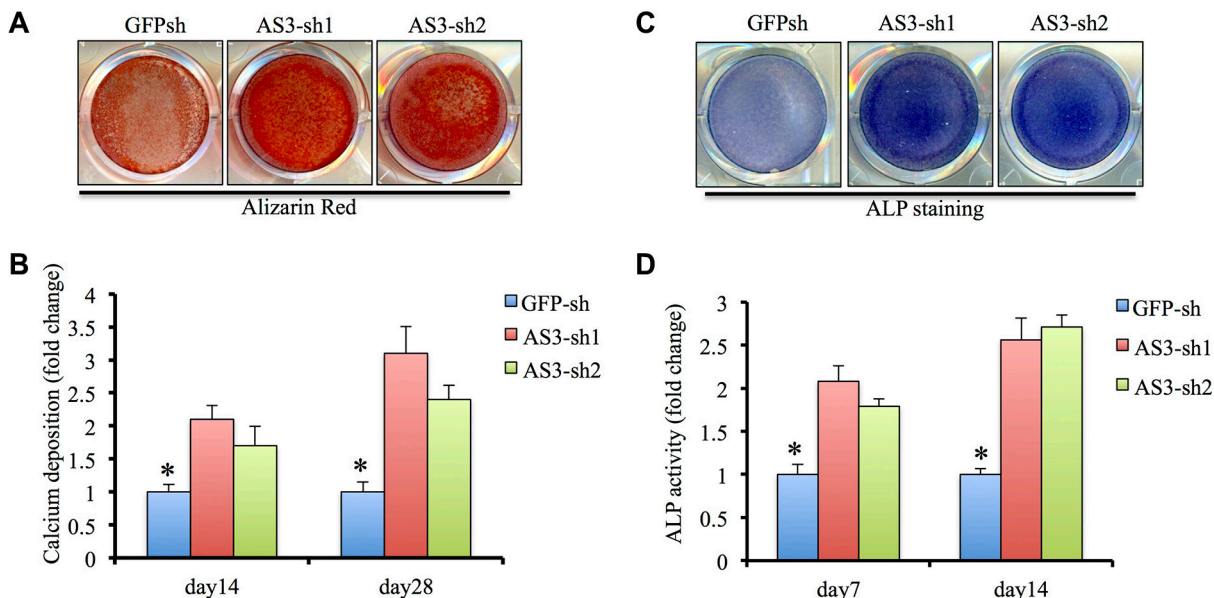 A
GFPsh AS3-sh1 AS3-sh2
Alizarin Red
B
Calcium deposition (fold change)
4
3.5
3
2.5
2
1.5
1
0.5
0
* *
day14 day28
GFP-sh
AS3-sh1
AS3-sh2
C
GFPsh AS3-sh1 AS3-sh2
ALP staining
D
ALP activity (fold change)
3
2.5
2
1.5
1
0.5
0
* *
day7 day14
GFP-sh
AS3-sh1
AS3-sh2